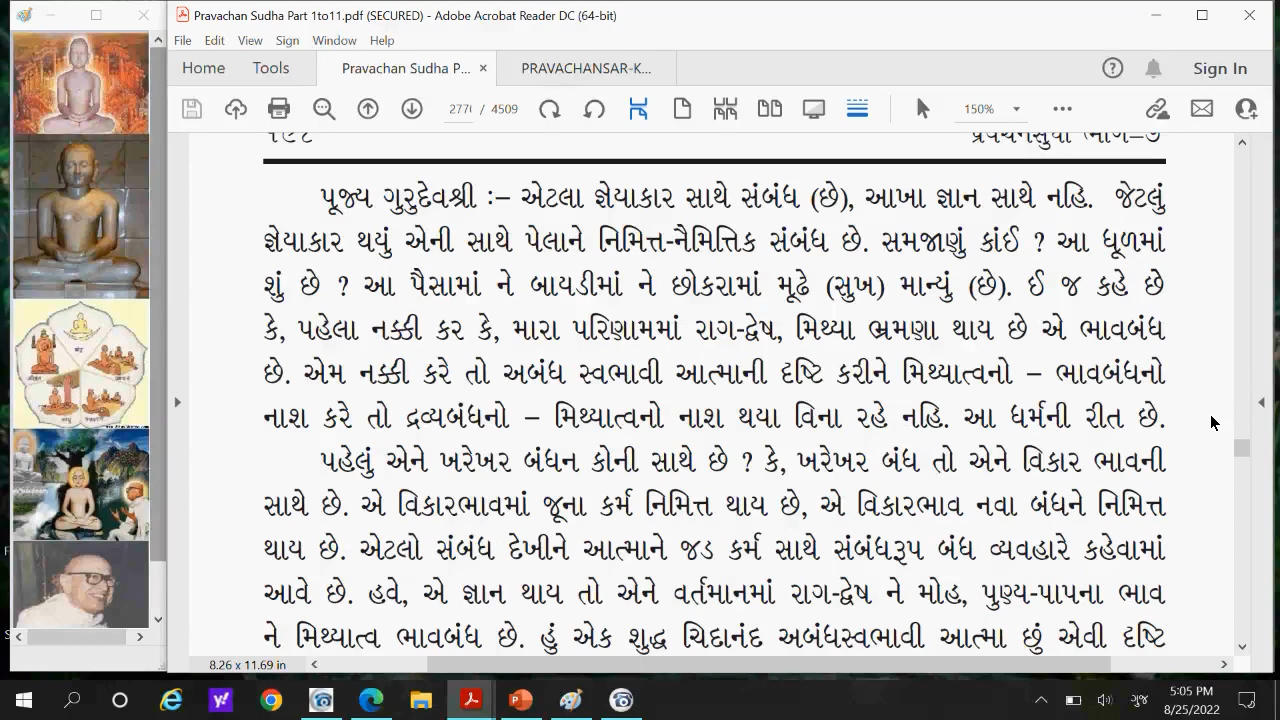 Pravachan Sudha Part 1to11.pdf (SECURED) - Adobe Acrobat Reader DC (64-bit)
File Edit View Sign Window Help
Home Tools Pravachan Sudha P... × PRAVACHANSAR-K... Sign In
2770 / 4509 150%
૧૯૮ પ્રવચનસુધા ભાગ-૭
પૂજ્ય ગુરુદેવશ્રી :– એટલા જ્ઞેયાકાર સાથે સંબંધ (છે), આખા જ્ઞાન સાથે નહિ. જેટલું
જ્ઞેયાકાર થયું એની સાથે પેલાને નિમિત્ત-નૈમિત્તિક સંબંધ છે. સમજાણું કાંઈ ? આ ધૂળમાં
શું છે ? આ પૈસામાં ને બાયડીમાં ને છોકરામાં મૂઢે (સુખ) માન્યું (છે). ઈ જ કહે છે
કે, પહેલા નક્કી કર કે, મારા પરિણામમાં રાગ-દ્વેષ, મિથ્યા ભ્રમણા થાય છે એ ભાવબંધ
છે. એમ નક્કી કરે તો અબંધ સ્વભાવી આત્માની દૃષ્ટિ કરીને મિથ્યાત્વનો – ભાવબંધનો
નાશ કરે તો દ્રવ્યબંધનો – મિથ્યાત્વનો નાશ થયા વિના રહે નહિ. આ ધર્મની રીત છે.
પહેલું એને ખરેખર બંધન કોની સાથે છે ? કે, ખરેખર બંધ તો એને વિકાર ભાવની
સાથે છે. એ વિકારભાવમાં જૂના કર્મ નિમિત્ત થાય છે, એ વિકારભાવ નવા બંધને નિમિત્ત
થાય છે. એટલો સંબંધ દેખીને આત્માને જડ કર્મ સાથે સંબંધરૂપ બંધ વ્યવહારે કહેવામાં
આવે છે. હવે, એ જ્ઞાન થાય તો એને વર્તમાનમાં રાગ-દ્વેષ ને મોહ, પુણ્ય-પાપના ભાવ
ને મિથ્યાત્વ ભાવબંધ છે. હું એક શુદ્ધ ચિદાનંદ અબંધસ્વભાવી આત્મા છું એવી દૃષ્ટિ
8.26 x 11.69 in
ગુજ 5:05 PM
8/25/2022